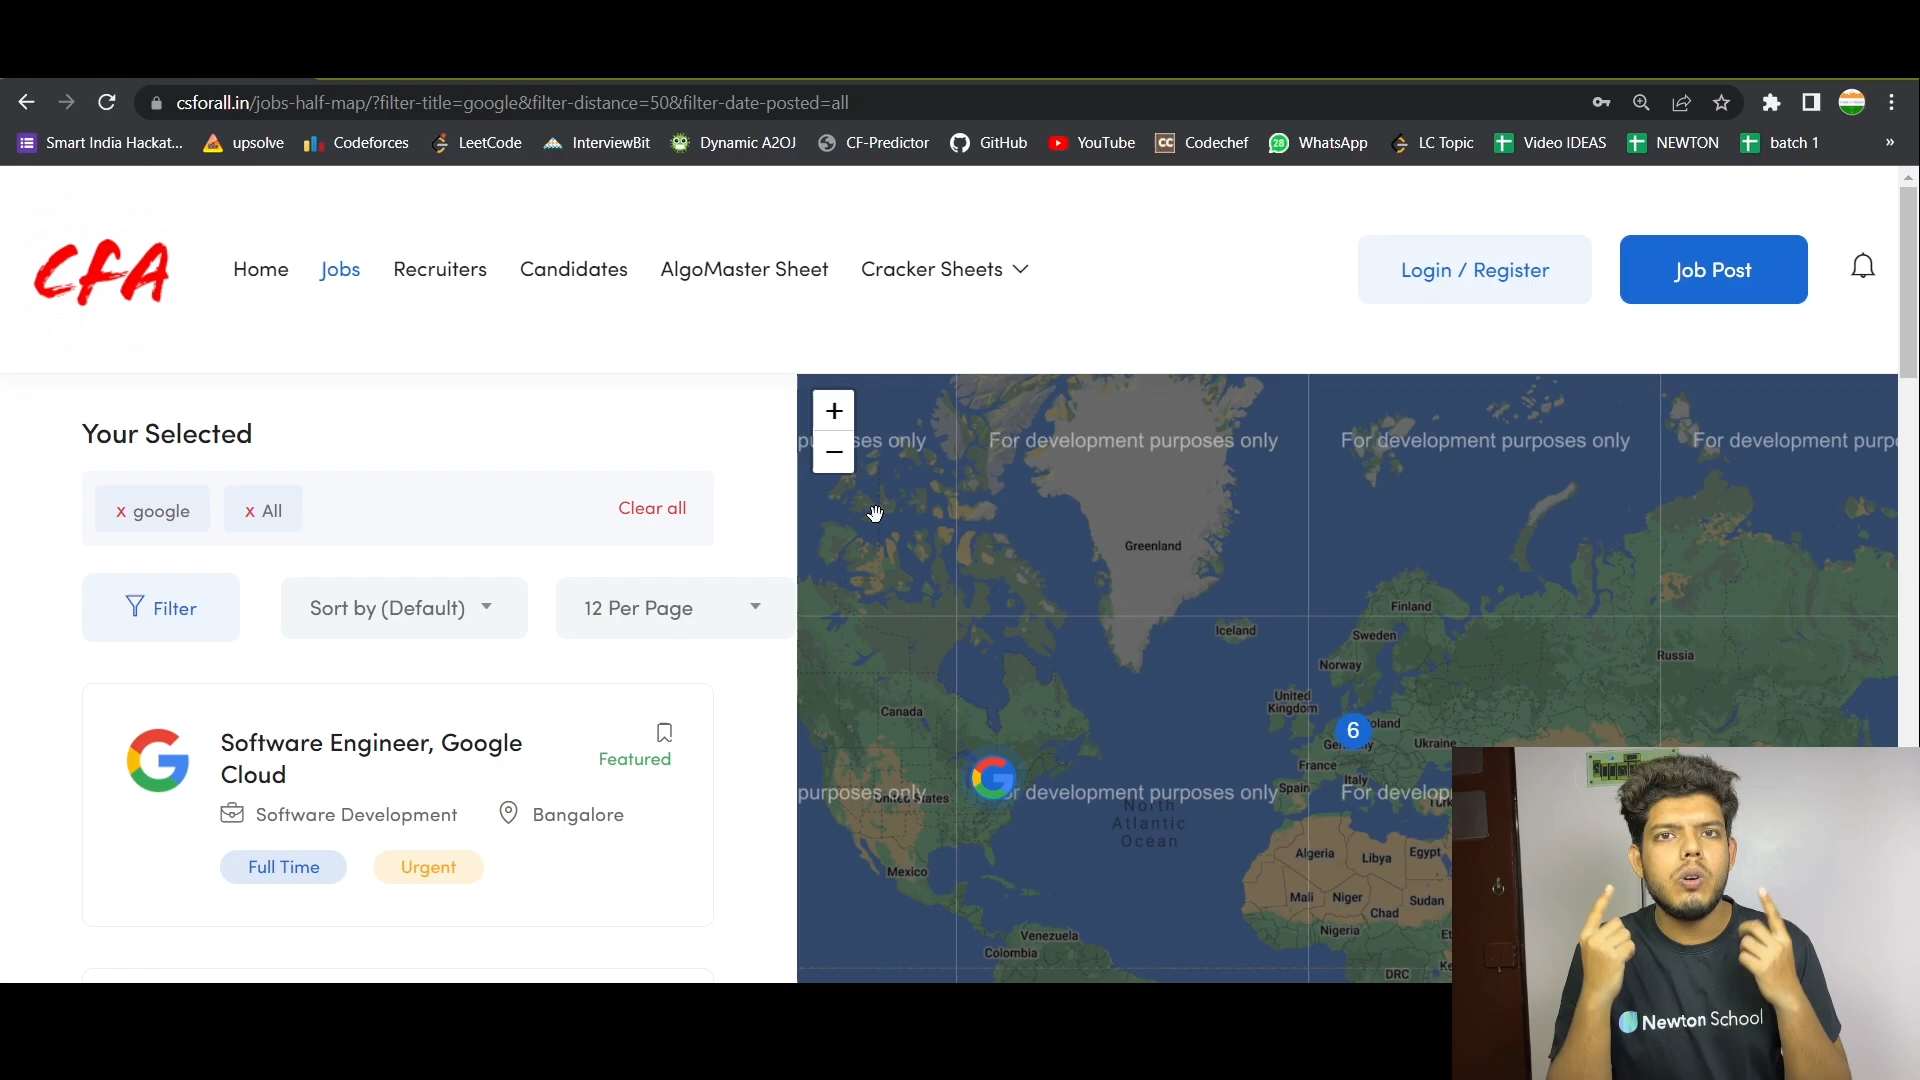 csforall.in/jobs-half-map/?filter-title=google&filter-distance=50&filter-date-posted=all
Smart India Hackat...
upsolve
Codeforces
LeetCode
InterviewBit
Dynamic A2OJ
CF-Predictor
GitHub
YouTube
CC Codechef
28 WhatsApp
LC Topic
Video IDEAS
NEWTON
batch 1
»
CFA
Home
Jobs
Recruiters
Candidates
AlgoMaster Sheet
Cracker Sheets
Login / Register
Job Post
Your Selected
x google
x All
Clear all
Filter
Sort by (Default)
12 Per Page
Software Engineer, Google
Cloud
Featured
Software Development
Bangalore
Full Time
Urgent
+
−
For development purposes only
For development purposes only
Greenland
Finland
Iceland
Sweden
Russia
Norway
Canada
United
Kingdom
6
Ukraine
France
Italy
Spain
purposes only
development purposes only
North
Atlantic
Ocean
Mexico
Algeria
Libya
Egypt
Mali
Niger
Sudan
Chad
Nigeria
Venezuela
Colombia
DRC
Newton School